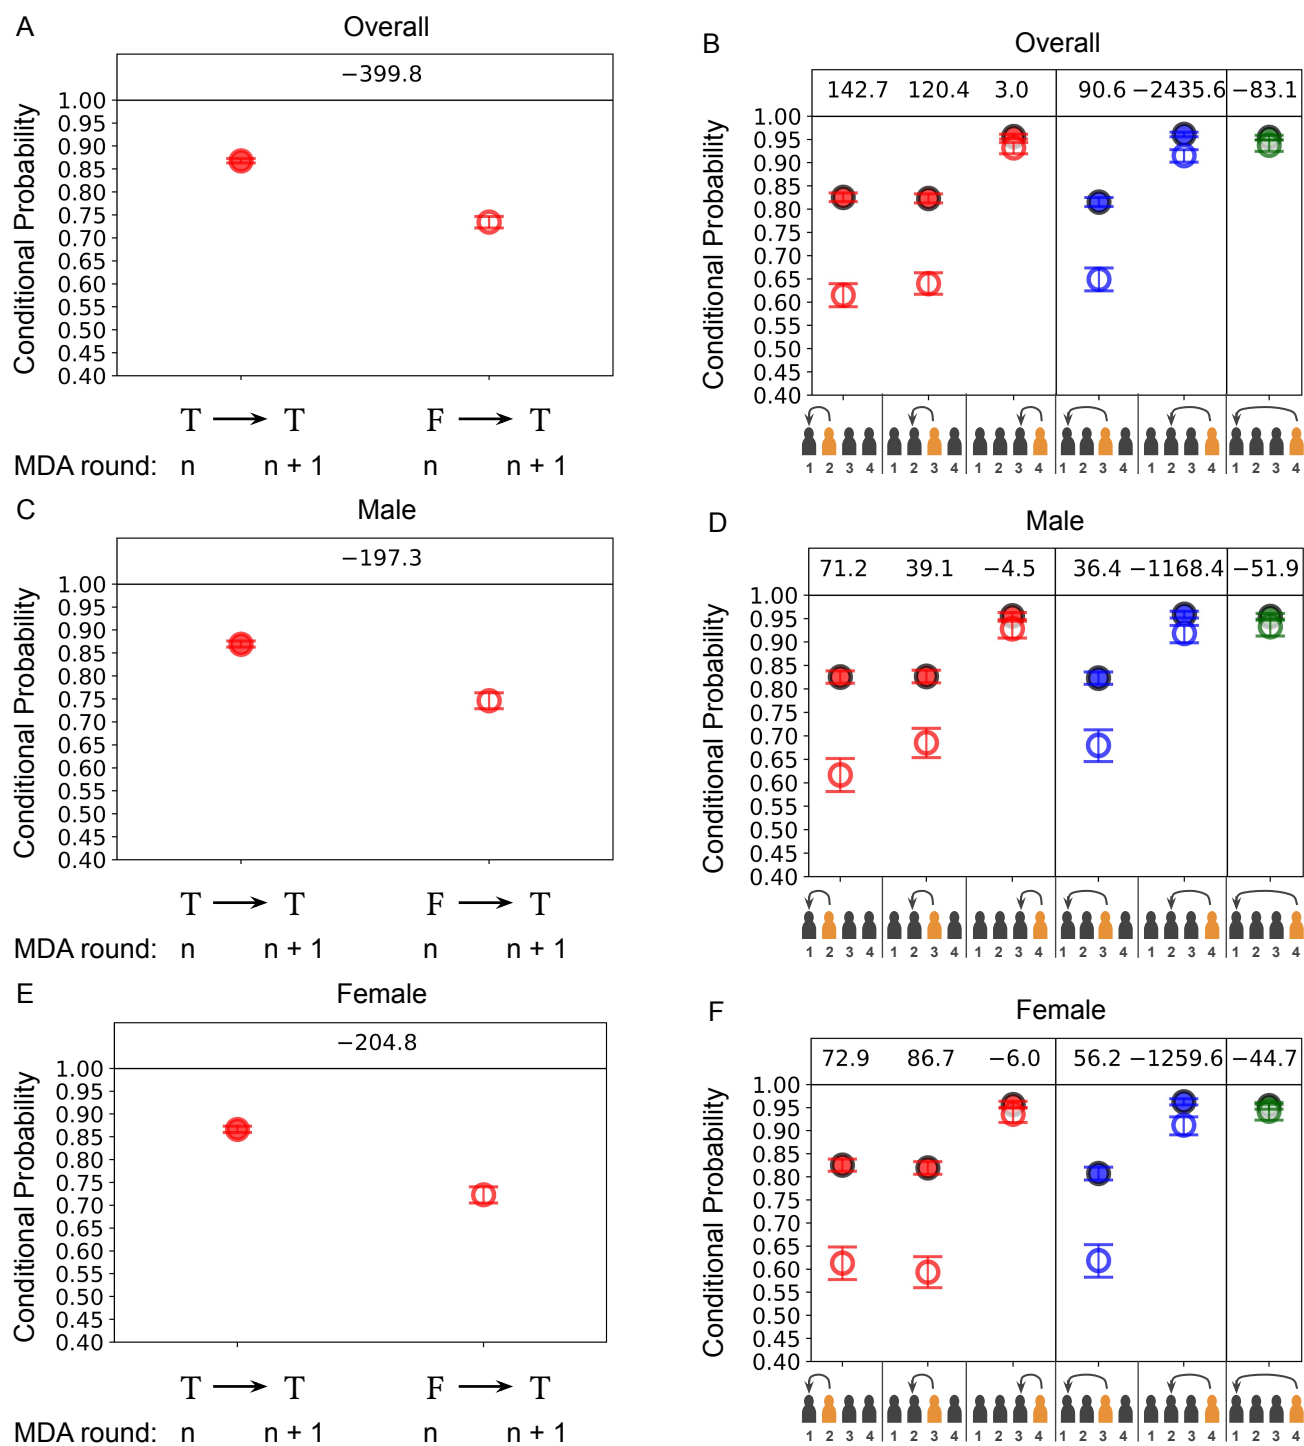 A
Overall
−399.8
1.00
0.95
0.90
0.85
0.80
0.75
0.70
0.65
0.60
0.55
0.50
0.45
0.40
Conditional Probability
T T F T
MDA round: n n + 1 n n + 1
B
Overall
142.7 120.4 3.0 90.6 −2435.6 −83.1
1.00
0.95
0.90
0.85
0.80
0.75
0.70
0.65
0.60
0.55
0.50
0.45
0.40
Conditional Probability
1 2 3 4 1 2 3 4 1 2 3 4 1 2 3 4 1 2 3 4 1 2 3 4
C
Male
−197.3
1.00
0.95
0.90
0.85
0.80
0.75
0.70
0.65
0.60
0.55
0.50
0.45
0.40
Conditional Probability
T T F T
MDA round: n n + 1 n n + 1
D
Male
71.2 39.1 −4.5 36.4 −1168.4 −51.9
1.00
0.95
0.90
0.85
0.80
0.75
0.70
0.65
0.60
0.55
0.50
0.45
0.40
Conditional Probability
1 2 3 4 1 2 3 4 1 2 3 4 1 2 3 4 1 2 3 4 1 2 3 4
E
Female
−204.8
1.00
0.95
0.90
0.85
0.80
0.75
0.70
0.65
0.60
0.55
0.50
0.45
0.40
Conditional Probability
T T F T
MDA round: n n + 1 n n + 1
F
Female
72.9 86.7 −6.0 56.2 −1259.6 −44.7
1.00
0.95
0.90
0.85
0.80
0.75
0.70
0.65
0.60
0.55
0.50
0.45
0.40
Conditional Probability
1 2 3 4 1 2 3 4 1 2 3 4 1 2 3 4 1 2 3 4 1 2 3 4